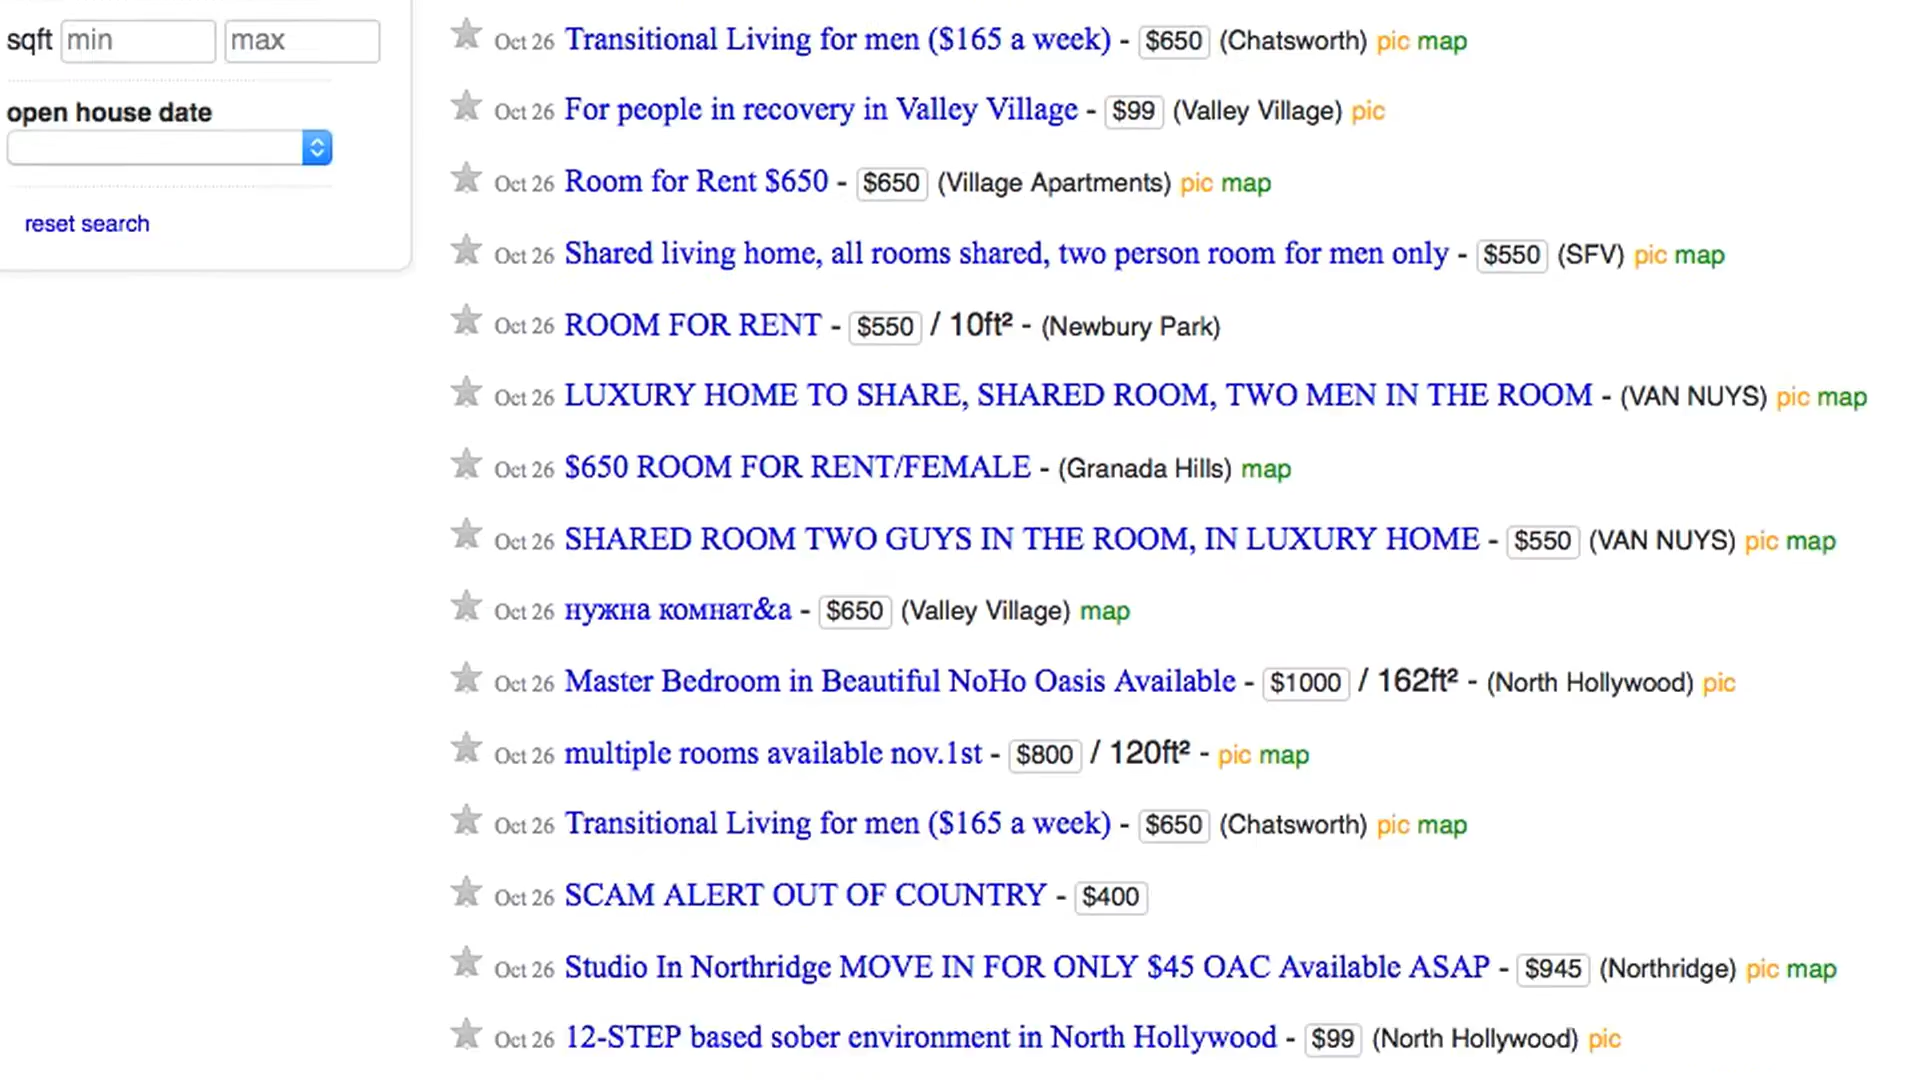 sqft min max
open house date
reset search
Oct 26 Transitional Living for men ($165 a week) - $650 (Chatsworth) pic map
Oct 26 For people in recovery in Valley Village - $99 (Valley Village) pic
Oct 26 Room for Rent $650 - $650 (Village Apartments) pic map
Oct 26 Shared living home, all rooms shared, two person room for men only - $550 (SFV) pic map
Oct 26 ROOM FOR RENT - $550 / 10ft² - (Newbury Park)
Oct 26 LUXURY HOME TO SHARE, SHARED ROOM, TWO MEN IN THE ROOM - (VAN NUYS) pic map
Oct 26 $650 ROOM FOR RENT/FEMALE - (Granada Hills) map
Oct 26 SHARED ROOM TWO GUYS IN THE ROOM, IN LUXURY HOME - $550 (VAN NUYS) pic map
Oct 26 нужна комнат&а - $650 (Valley Village) map
Oct 26 Master Bedroom in Beautiful NoHo Oasis Available - $1000 / 162ft² - (North Hollywood) pic
Oct 26 multiple rooms available nov.1st - $800 / 120ft² - pic map
Oct 26 Transitional Living for men ($165 a week) - $650 (Chatsworth) pic map
Oct 26 SCAM ALERT OUT OF COUNTRY - $400
Oct 26 Studio In Northridge MOVE IN FOR ONLY $45 OAC Available ASAP - $945 (Northridge) pic map
Oct 26 12-STEP based sober environment in North Hollywood - $99 (North Hollywood) pic